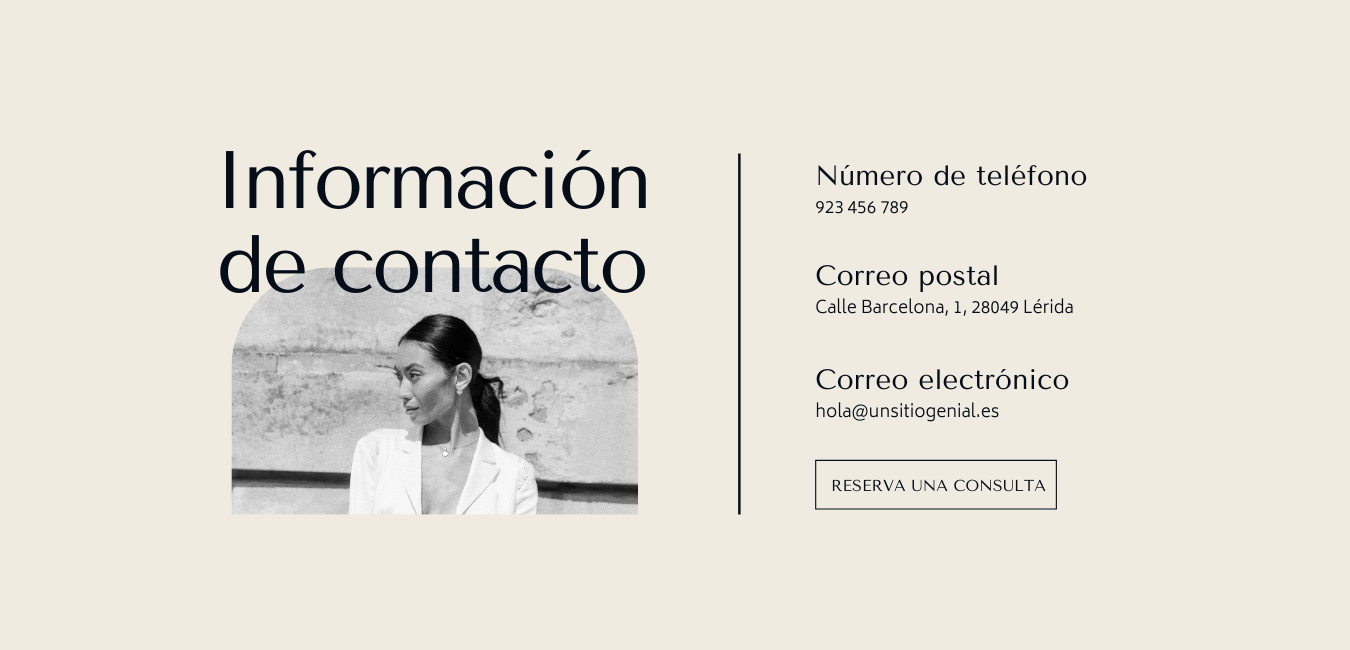 Información
de contacto
Número de teléfono
923 456 789
Correo postal
Calle Barcelona, 1, 28049 Lérida
Correo electrónico
hola@unsitiogenial.es
RESERVA UNA CONSULTA